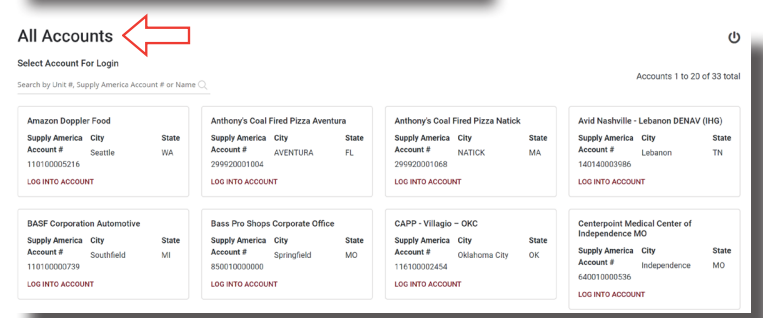 All Accounts
Select Account For Login
Search by Unit #, Supply America Account # or Name
Accounts 1 to 20 of 33 total
Amazon Doppler Food
Supply America Account # City State
110100005216 Seattle WA
LOG INTO ACCOUNT
Anthony's Coal Fired Pizza Aventura
Supply America Account # City State
299920001004 AVENTURA FL
LOG INTO ACCOUNT
Anthony's Coal Fired Pizza Natick
Supply America Account # City State
299920001068 NATICK MA
LOG INTO ACCOUNT
Avid Nashville - Lebanon DENAV (IHG)
Supply America Account # City State
140140003986 Lebanon TN
LOG INTO ACCOUNT
BASF Corporation Automotive
Supply America Account # City State
110100000739 Southfield MI
LOG INTO ACCOUNT
Bass Pro Shops Corporate Office
Supply America Account # City State
850010000000 Springfield MO
LOG INTO ACCOUNT
CAPP - Villagio – OKC
Supply America Account # City State
116100002454 Oklahoma City OK
LOG INTO ACCOUNT
Centerpoint Medical Center of
Independence MO
Supply America Account # City State
640010000536 Independence MO
LOG INTO ACCOUNT